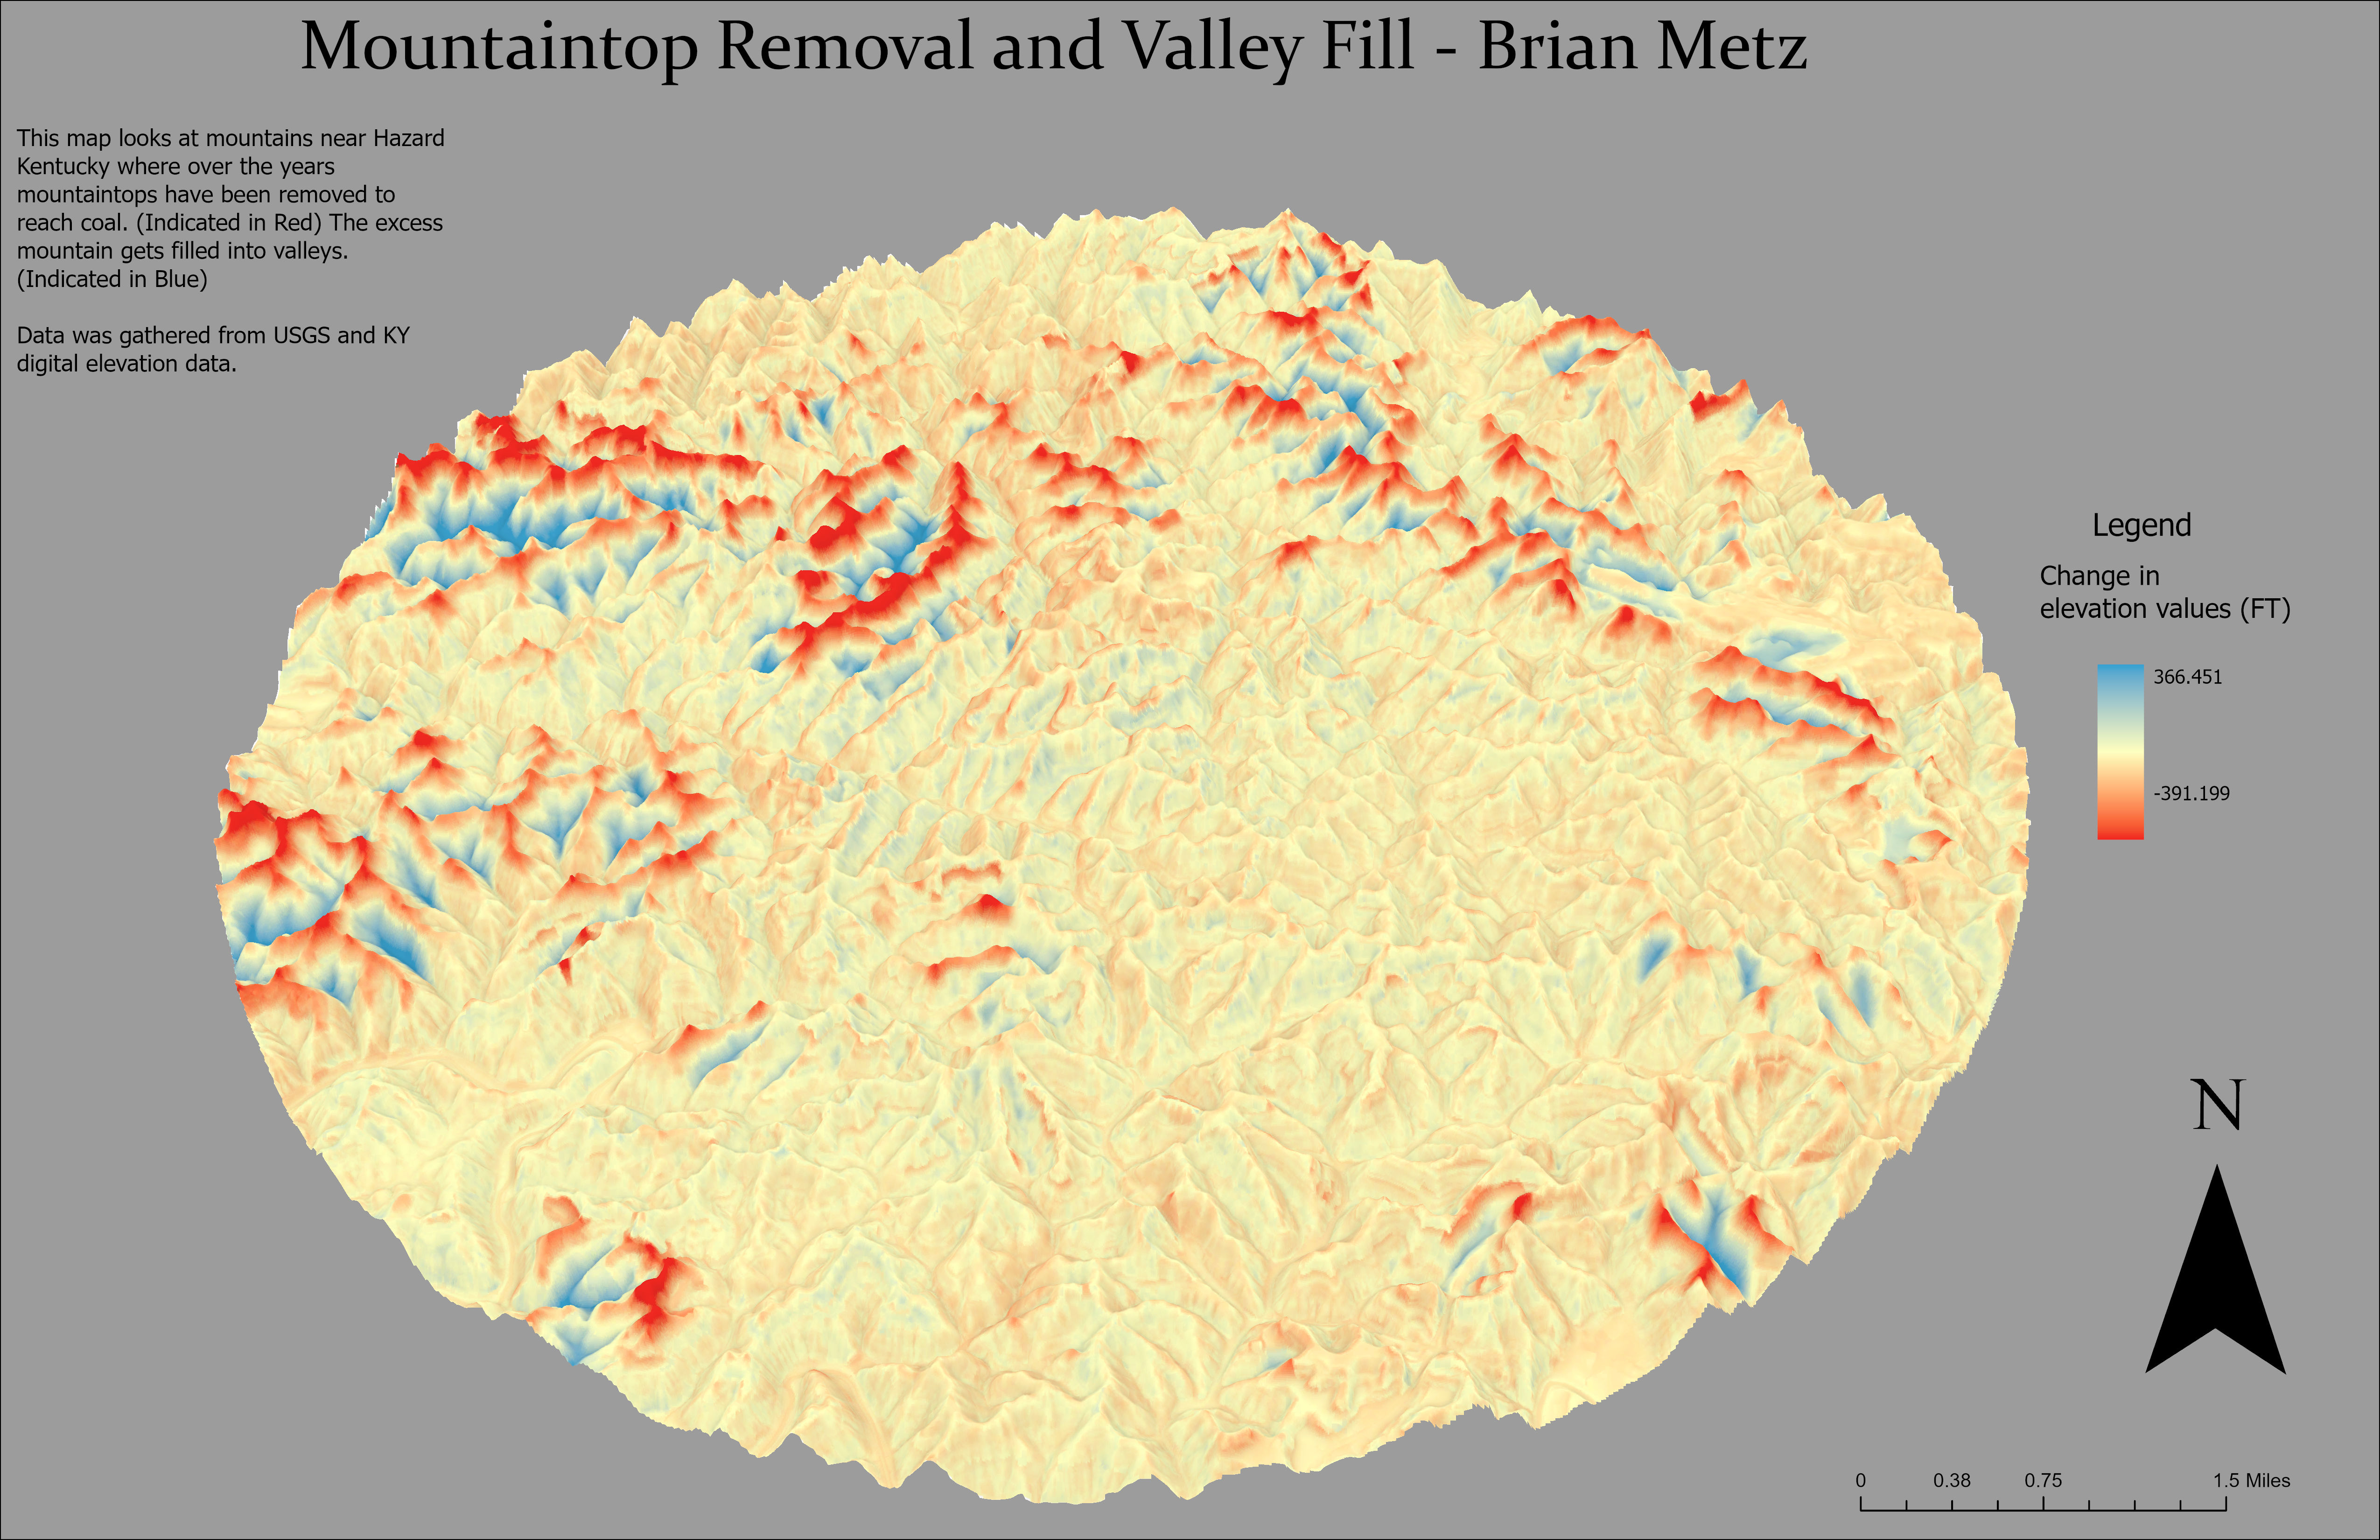 Mountaintop Removal and Valley Fill - Brian Metz
This map looks at mountains near Hazard
Kentucky where over the years
mountaintops have been removed to
reach coal. (Indicated in Red) The excess
mountain gets filled into valleys.
(Indicated in Blue)
Data was gathered from USGS and KY
digital elevation data.
Legend
Change in
elevation values (FT)
366.451
-391.199
N
0 0.38 0.75 1.5 Miles